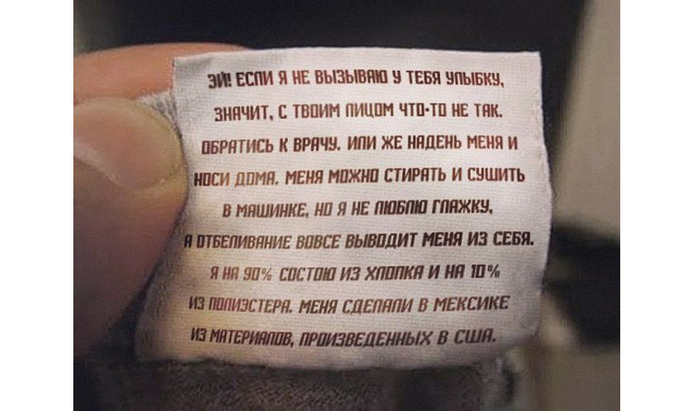 ЭЙ! ЕСЛИ Я НЕ ВЫЗЫВАЮ У ТЕБЯ УЛЫБКУ,
ЗНАЧИТ, С ТВОИМ ЛИЦОМ ЧТО-ТО НЕ ТАК.
ОБРАТИСЬ К ВРАЧУ. ИЛИ ЖЕ НАДЕНЬ МЕНЯ И
НОСИ ДОМА. МЕНЯ МОЖНО СТИРАТЬ И СУШИТЬ
В МАШИНКЕ, НО Я НЕ ЛЮБЛЮ ГЛАЖКУ,
А ОТБЕЛИВАНИЕ ВОВСЕ ВЫВОДИТ МЕНЯ ИЗ СЕБЯ.
Я НА 90% СОСТОЮ ИЗ ХЛОПКА И НА 10%
ИЗ ПОЛИЭСТЕРА. МЕНЯ СДЕЛАЛИ В МЕКСИКЕ
ИЗ МАТЕРИАЛОВ, ПРОИЗВЕДЕННЫХ В США.